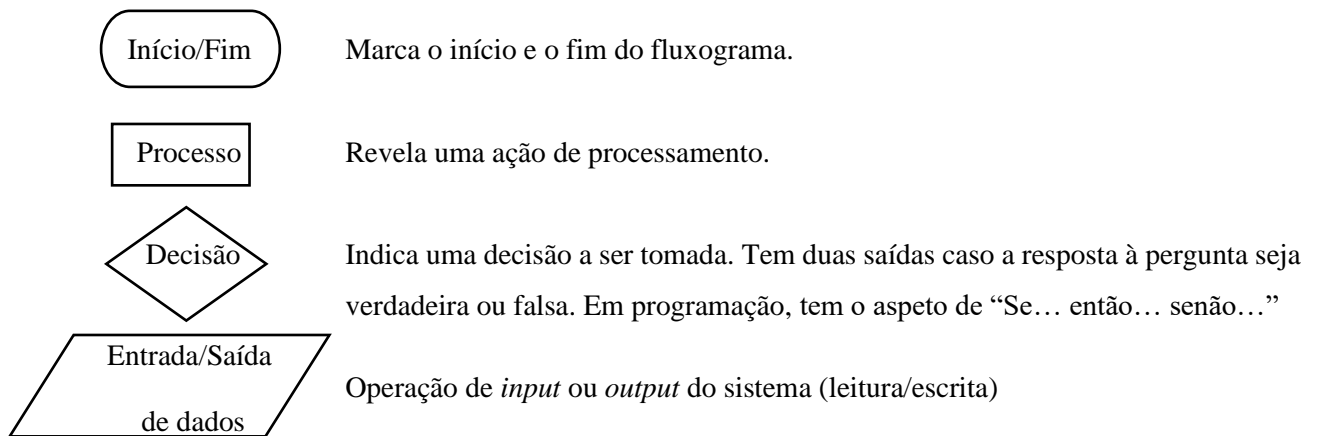 Início/Fim Marca o início e o fim do fluxograma.
Processo Revela uma ação de processamento.
Decisão Indica uma decisão a ser tomada. Tem duas saídas caso a resposta à pergunta seja
verdadeira ou falsa. Em programação, tem o aspeto de “Se… então… senão…”
Entrada/Saída
de dados
Operação de input ou output do sistema (leitura/escrita)